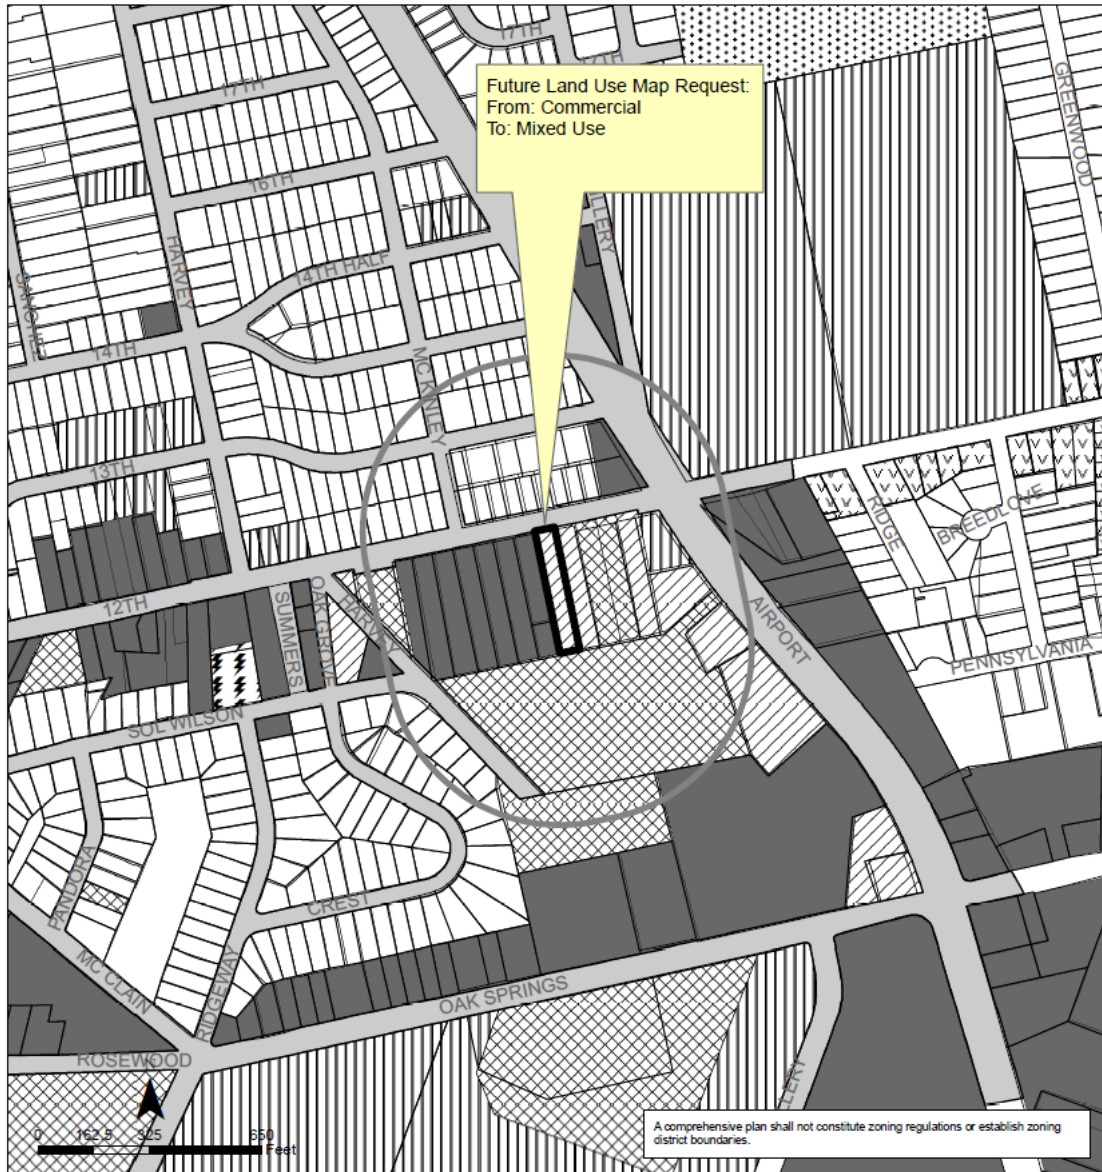 17TH
17TH
Future Land Use Map Request:
From: Commercial
To: Mixed Use
GREENWOOD
17TH
16TH
LLERY
HARVEY
14TH HALF
SANCHEZ
14TH
MC KINLEY
13TH
RIDGE
BREEDLOVE
12TH
SUMMERS
OAK GROVE
HARVEY
AIRPORT
PENNSYLVANIA
SOL WILSON
PANDORA
CREST
MC CLAIN
RIDGEWAY
OAK SPRINGS
ROSEWOOD
LLERY
0 162.5 325 650
Feet
A comprehensive plan shall not constitute zoning regulations or establish zoning
district boundaries.